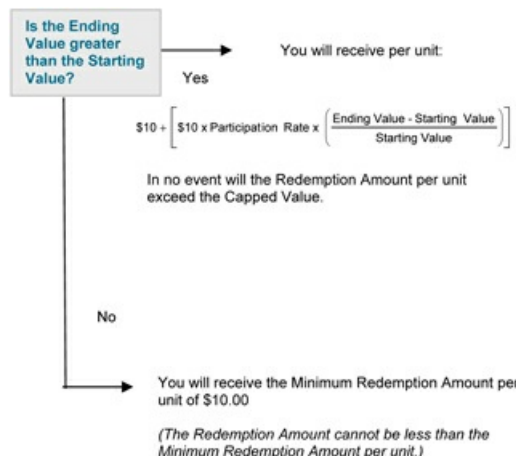 Is the Ending
Value greater
than the Starting
Value?
You will receive per unit:
Yes
$10 + [ $10 x Participation Rate x ( Ending Value - Starting Value / Starting Value ) ]
In no event will the Redemption Amount per unit
exceed the Capped Value.
No
You will receive the Minimum Redemption Amount per
unit of $10.00
(The Redemption Amount cannot be less than the
Minimum Redemption Amount per unit.)